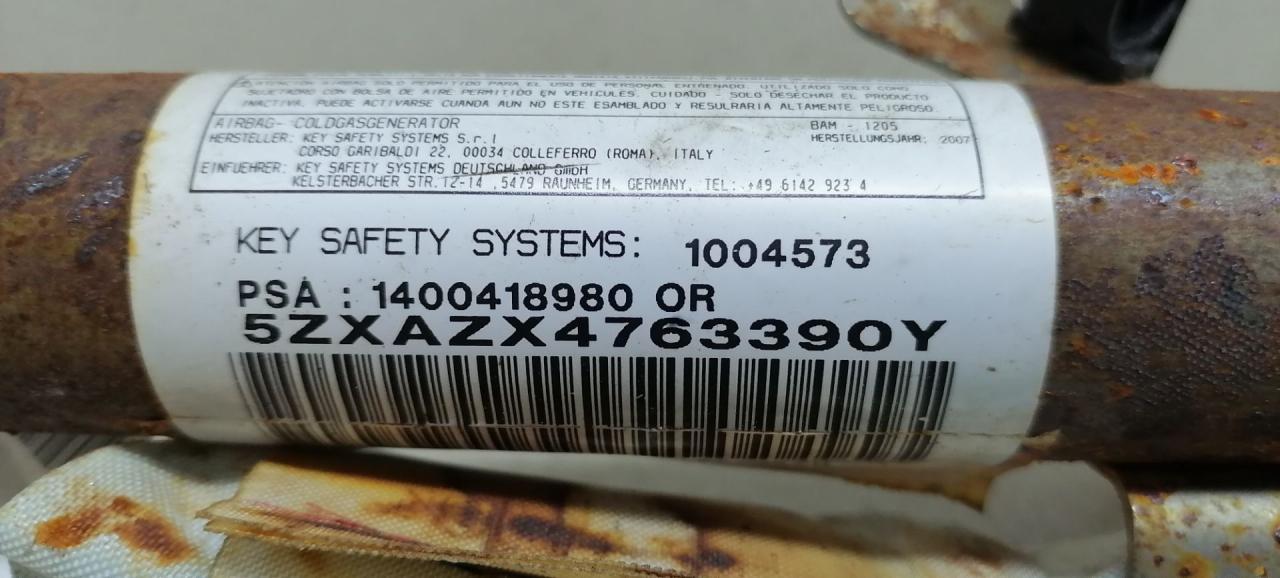 ATENCION AIRBAG SOLO PERMITIDO PARA EL USO DE PERSONAL ENTRENADO. UTILIZADO SOLO COMO
SUJETADRO CON BOLSA DE AIRE PERMITIDO EN VEHICULES. CUIDADO - SOLO DESECHAR EL PRODUCTO
INACTIVA, PUEDE ACTIVARSE CUANDA AUN NO ESTE ESAMBLADO Y RESULRARIA ALTAMENTE PELIGROSO.
AIRBAG- COLDGASGENERATOR BAM - 1205
HERSTELLER: KEY SAFETY SYSTEMS S.r.l HERSTELLUNGSJAHR: 2007
CORSO GARIBALDI 22, 00034 COLLEFERRO (ROMA), ITALY
EINFUEHRER: KEY SAFETY SYSTEMS DEUTSCHLAND GmbH
KELSTERBACHER STR.12-14 ,5479 RAUNHEIM, GERMANY, TEL: +49 6142 923 4
KEY SAFETY SYSTEMS: 1004573
PSA : 1400418980 OR
5ZXAZX4763390Y